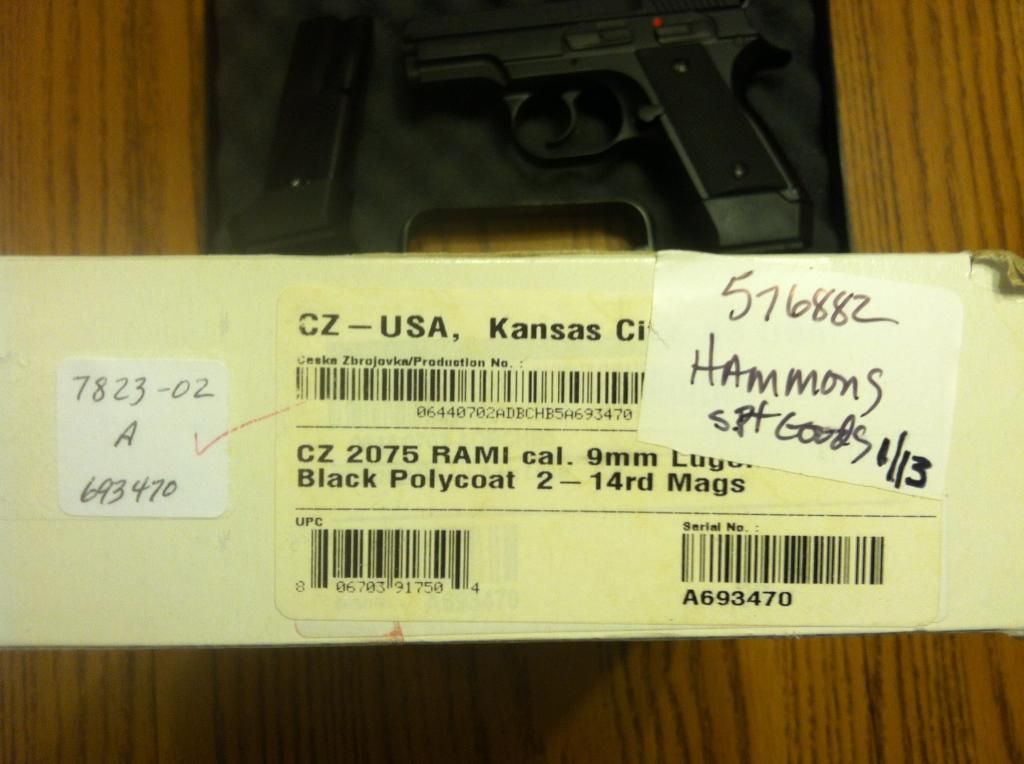 CZ – USA, Kansas Ci
Ceska Zbrojovka/Production No. :
06440702ADBCHB5A693470
CZ 2075 RAMI cal. 9mm Luge
Black Polycoat 2 – 14rd Mags
UPC
8 06703 91750 4
Serial No. :
A693470
7823-02
A
693470
576882
HAMMONS
SPT GOODS 1/13